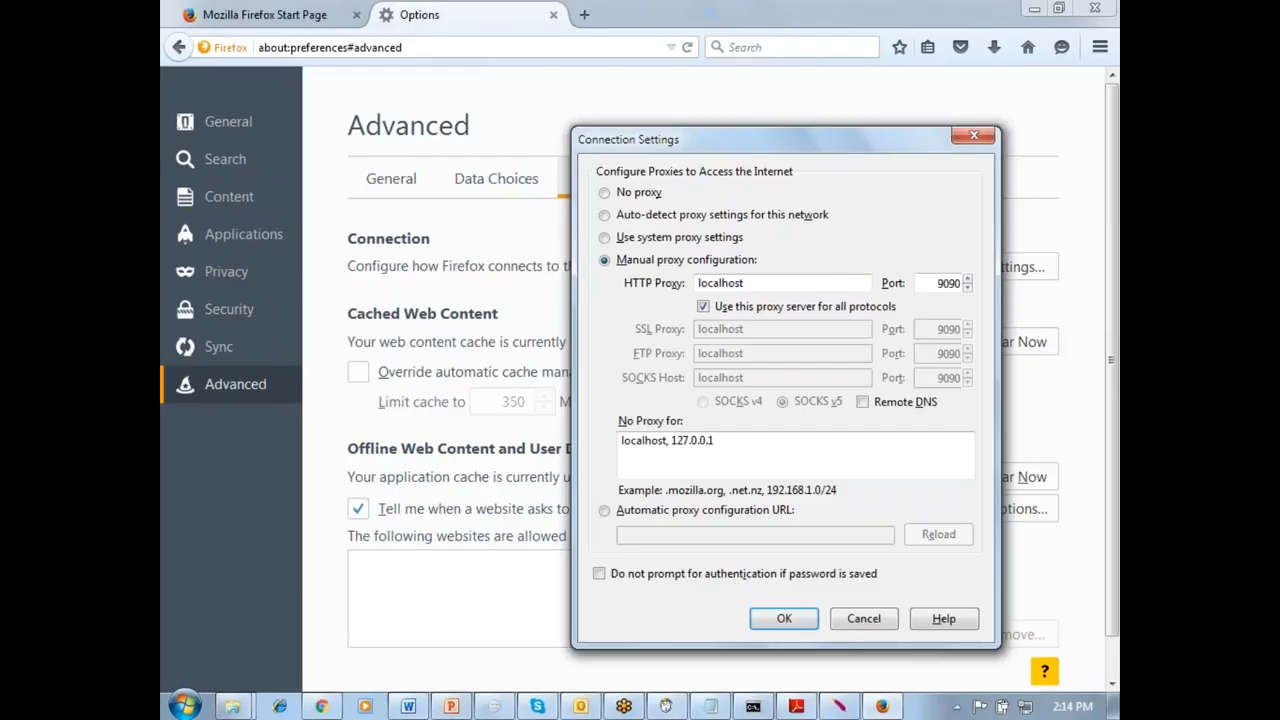 Mozilla Firefox Start Page
Options
Firefox about:preferences#advanced
Search
General
Search
Content
Applications
Privacy
Security
Sync
Advanced
Advanced
General Data Choices
Connection
Configure how Firefox connects to
Cached Web Content
Your web content cache is currently
Override automatic cache
Limit cache to 350
Offline Web Content and User
Your application cache is currently
Tell me when a website asks to
The following websites are allowed
Connection Settings
Configure Proxies to Access the Internet
No proxy
Auto-detect proxy settings for this network
Use system proxy settings
Manual proxy configuration:
HTTP Proxy: localhost Port: 9090
Use this proxy server for all protocols
SSL Proxy: localhost Port: 9090
FTP Proxy: localhost Port: 9090
SOCKS Host: localhost Port: 9090
SOCKS v4 SOCKS v5 Remote DNS
No Proxy for:
localhost, 127.0.0.1
Example: .mozilla.org, .net.nz, 192.168.1.0/24
Automatic proxy configuration URL:
Reload
Do not prompt for authentication if password is saved
OK Cancel Help
Now
Now
?
2:14 PM